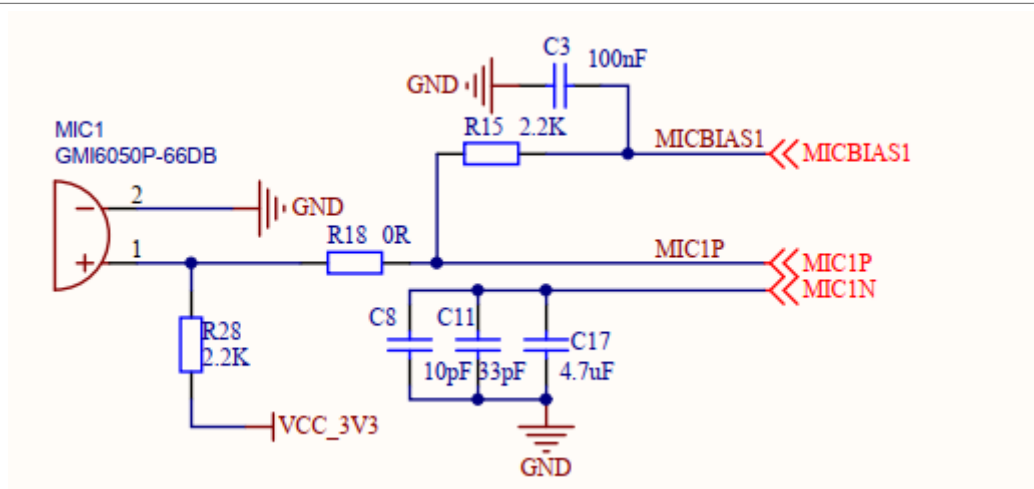 C3
100nF
GND
R15 2.2K
MICBIAS1
MICBIAS1
MIC1
GMI6050P-66DB
2
GND
R18 0R
1
MIC1P
MIC1P
MIC1N
R28
2.2K
C8
C11
C17
10pF
33pF
4.7uF
VCC_3V3
GND